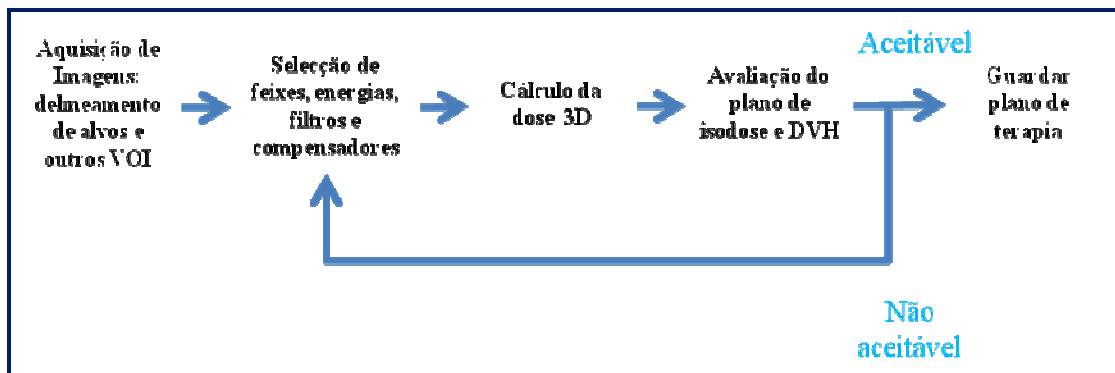 Aquisição de
Imagens:
delineamento
de alvos e
outros VOI
Selecção de
feixes, energias,
filtros e
compensadores
Cálculo da
dose 3D
Avaliação do
plano de
isodose e DVH
Aceitável
Guardar
plano de
terapia
Não
aceitável